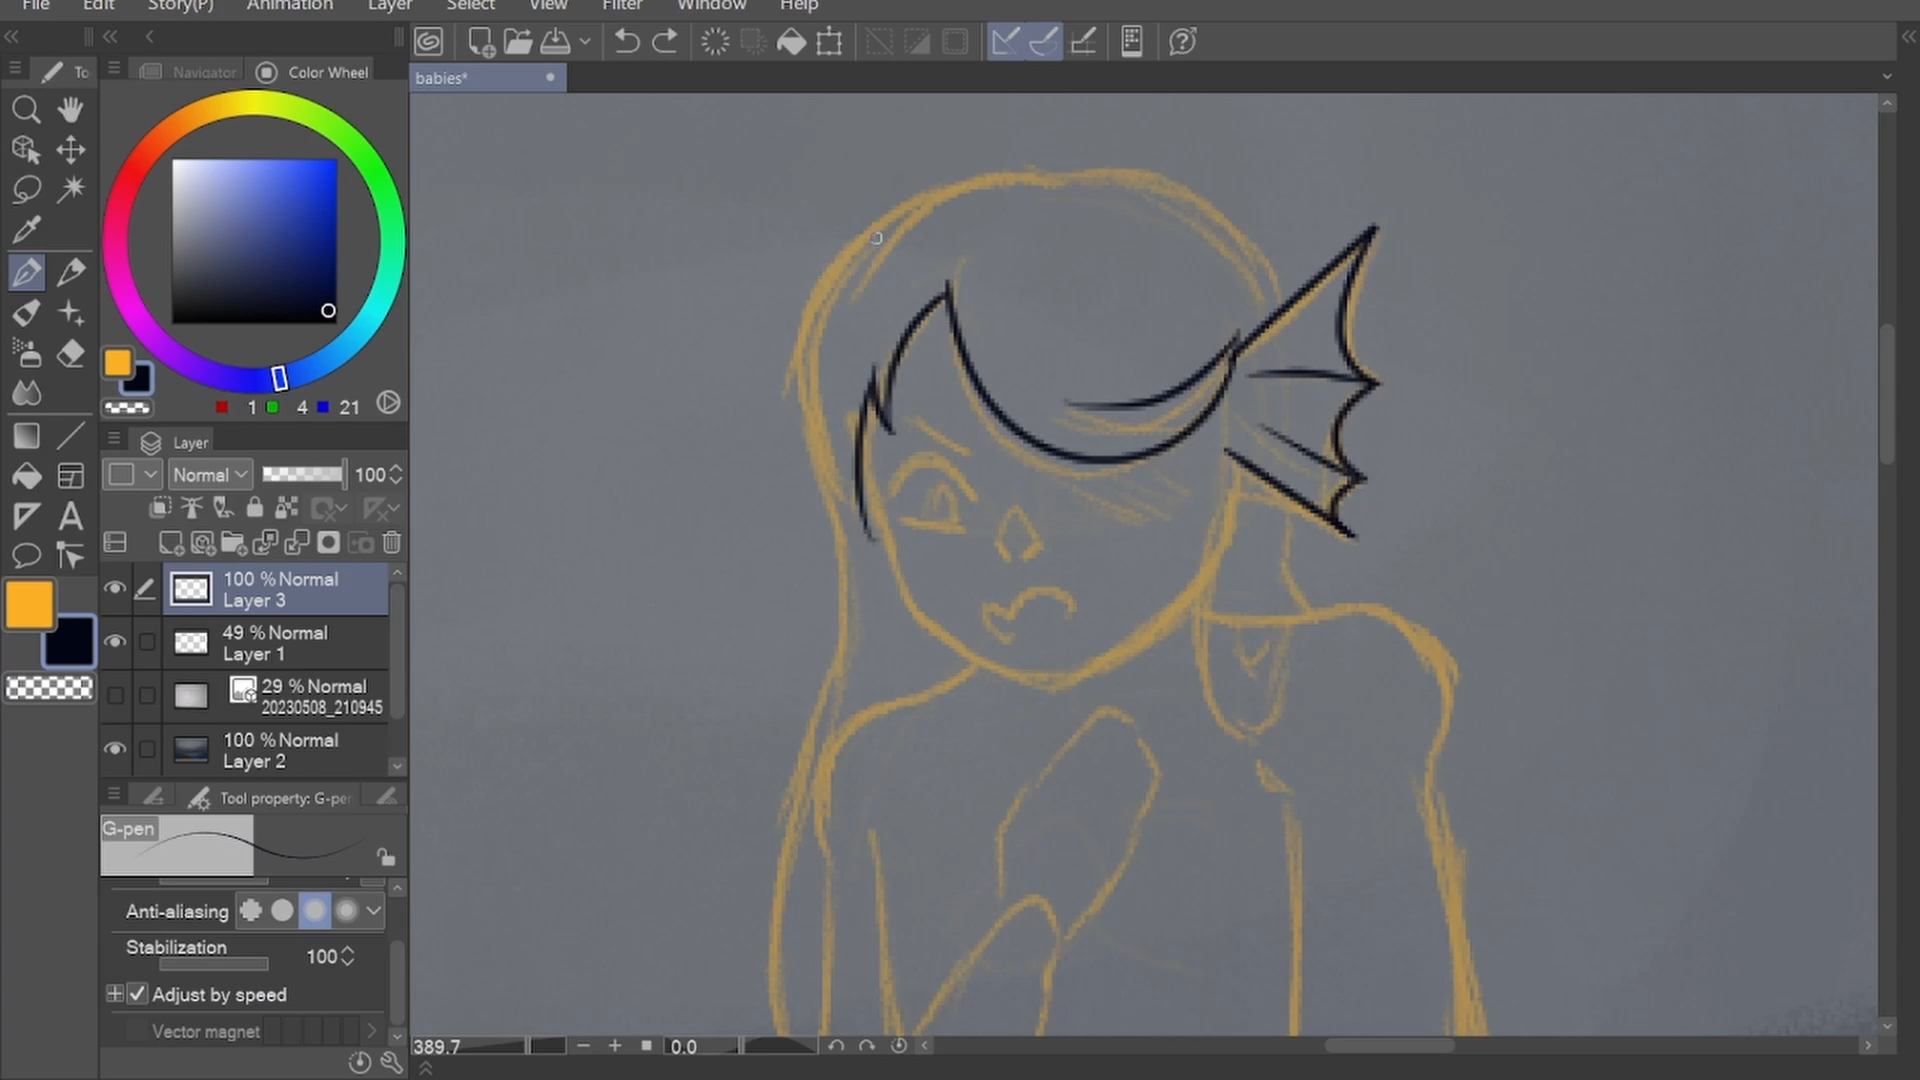 File Edit Story(P) Animation Layer Select View Filter Window Help
To Navigator Color Wheel
babies*
1 4 21
Layer
Normal 100
100 % Normal
Layer 3
49 % Normal
Layer 1
29 % Normal
20230508_210945
100 % Normal
Layer 2
Tool property: G-per
G-pen
Anti-aliasing
Stabilization 100
Adjust by speed
Vector magnet
389.7 0.0